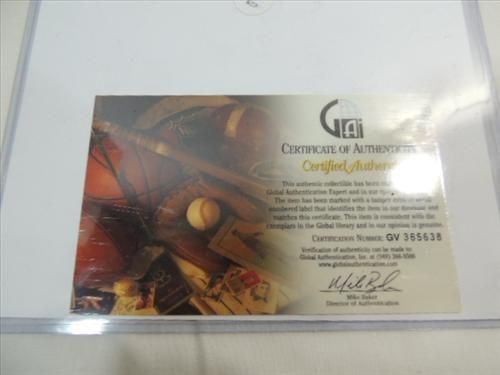 GAI
CERTIFICATE OF AUTHENTICITY
Certified Authentic
This authentic collectible has been
Global Authentication Expert and in our opinion
The item has been marked with a tamper
numbered label that identifies the item in our database and
matches this certificate. This item is consistent with the
exemplars in the Global library and in our opinion is genuine.
CERTIFICATION NUMBER: GV 365638
Verification of authenticity can be made to:
Global Authentication, Inc. at (949)
www.globalauthentication.com
Mike Baker
Mike Baker
Director of Authentication